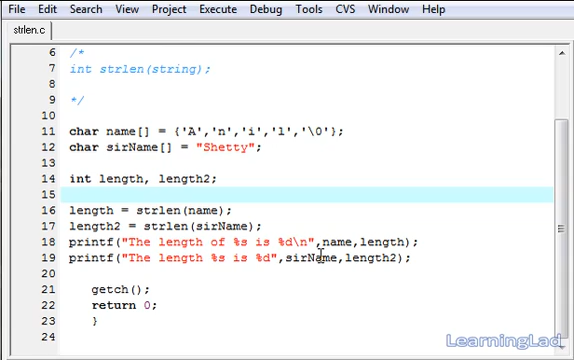 File Edit Search View Project Execute Debug Tools CVS Window Help
strlen.c
6 /*
7 int strlen(string);
8
9 */
10
11 char name[] = {'A','n','i','l','\0'};
12 char sirName[] = "Shetty";
13
14 int length, length2;
15
16 length = strlen(name);
17 length2 = strlen(sirName);
18 printf("The length of %s is %d\n",name,length);
19 printf("The length %s is %d",sirName,length2);
20
21 getch();
22 return 0;
23 }
24
LearningLad